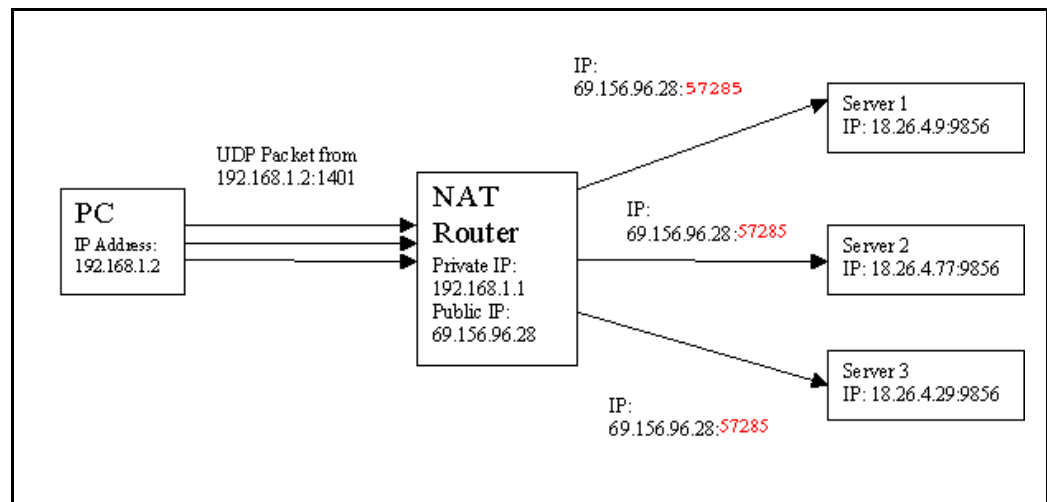 PC
IP Address:
192.168.1.2
UDP Packet from
192.168.1.2:1401
NAT
Router
Private IP:
192.168.1.1
Public IP:
69.156.96.28
IP:
69.156.96.28:57285
Server 1
IP: 18.26.4.9:9856
IP:
69.156.96.28:57285
Server 2
IP: 18.26.4.77:9856
IP:
69.156.96.28:57285
Server 3
IP: 18.26.4.29:9856